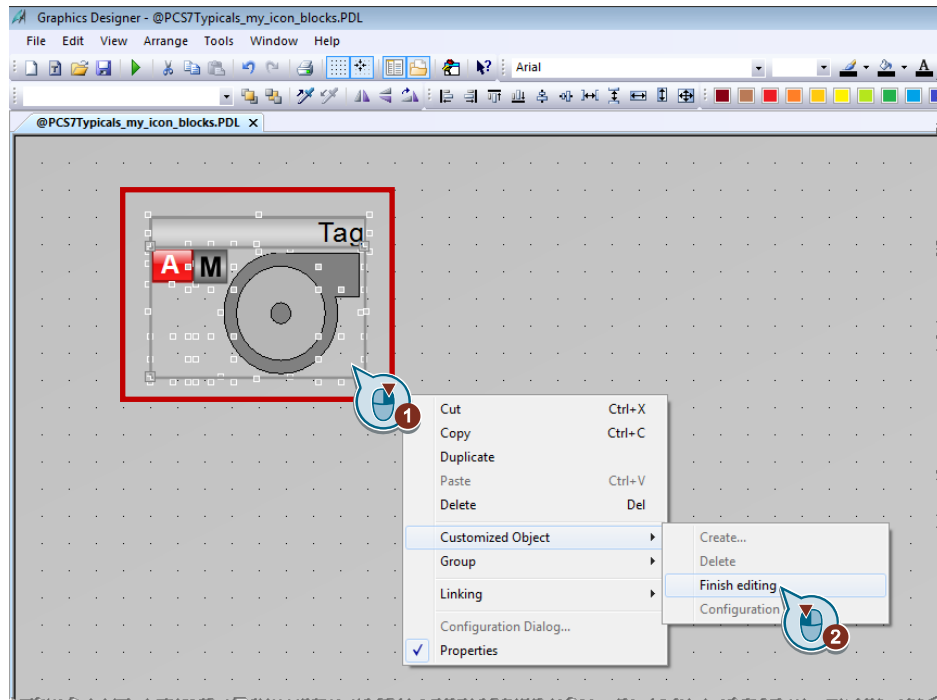 Graphics Designer - @PCS7Typicals_my_icon_blocks.PDL
File Edit View Arrange Tools Window Help
Arial
A
@PCS7Typicals_my_icon_blocks.PDL X
Tag
A M
1
Cut Ctrl+X
Copy Ctrl+C
Duplicate
Paste Ctrl+V
Delete Del
Customized Object
Group
Linking
Configuration Dialog...
Properties
Create...
Delete
Finish editing
Configuration
2